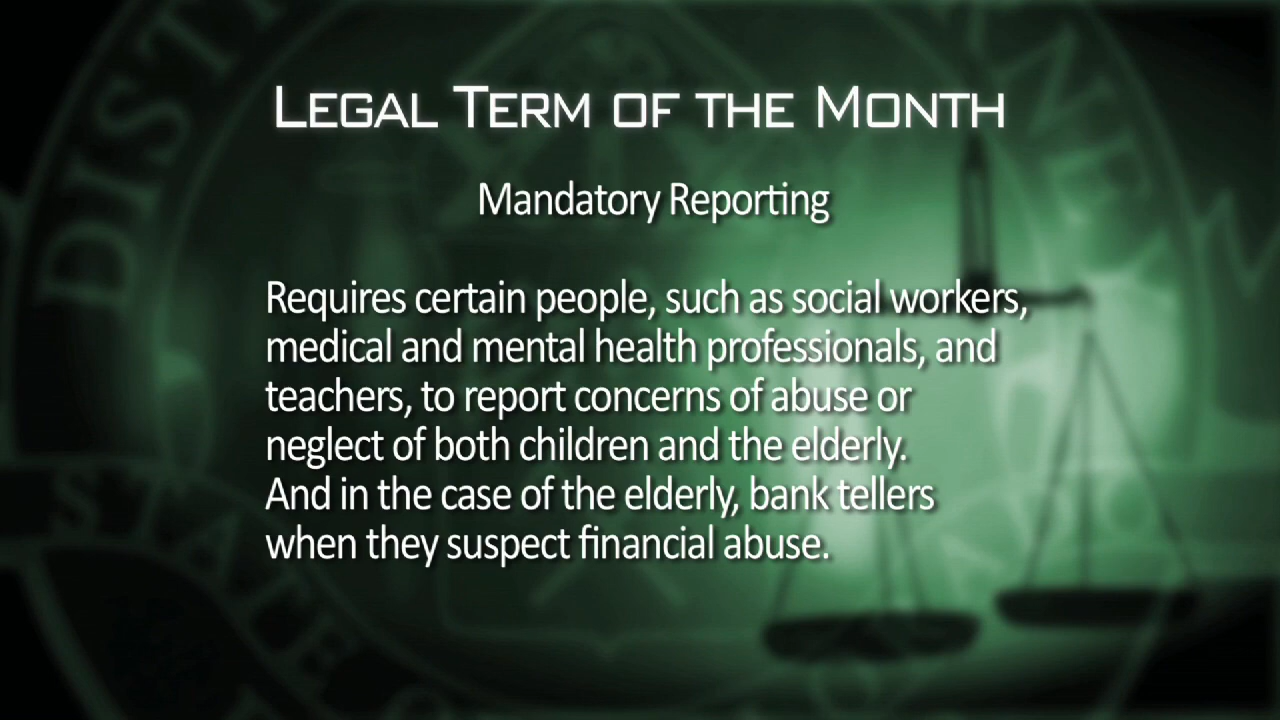 LEGAL TERM OF THE MONTH
Mandatory Reporting
Requires certain people, such as social workers,
medical and mental health professionals, and
teachers, to report concerns of abuse or
neglect of both children and the elderly.
And in the case of the elderly, bank tellers
when they suspect financial abuse.